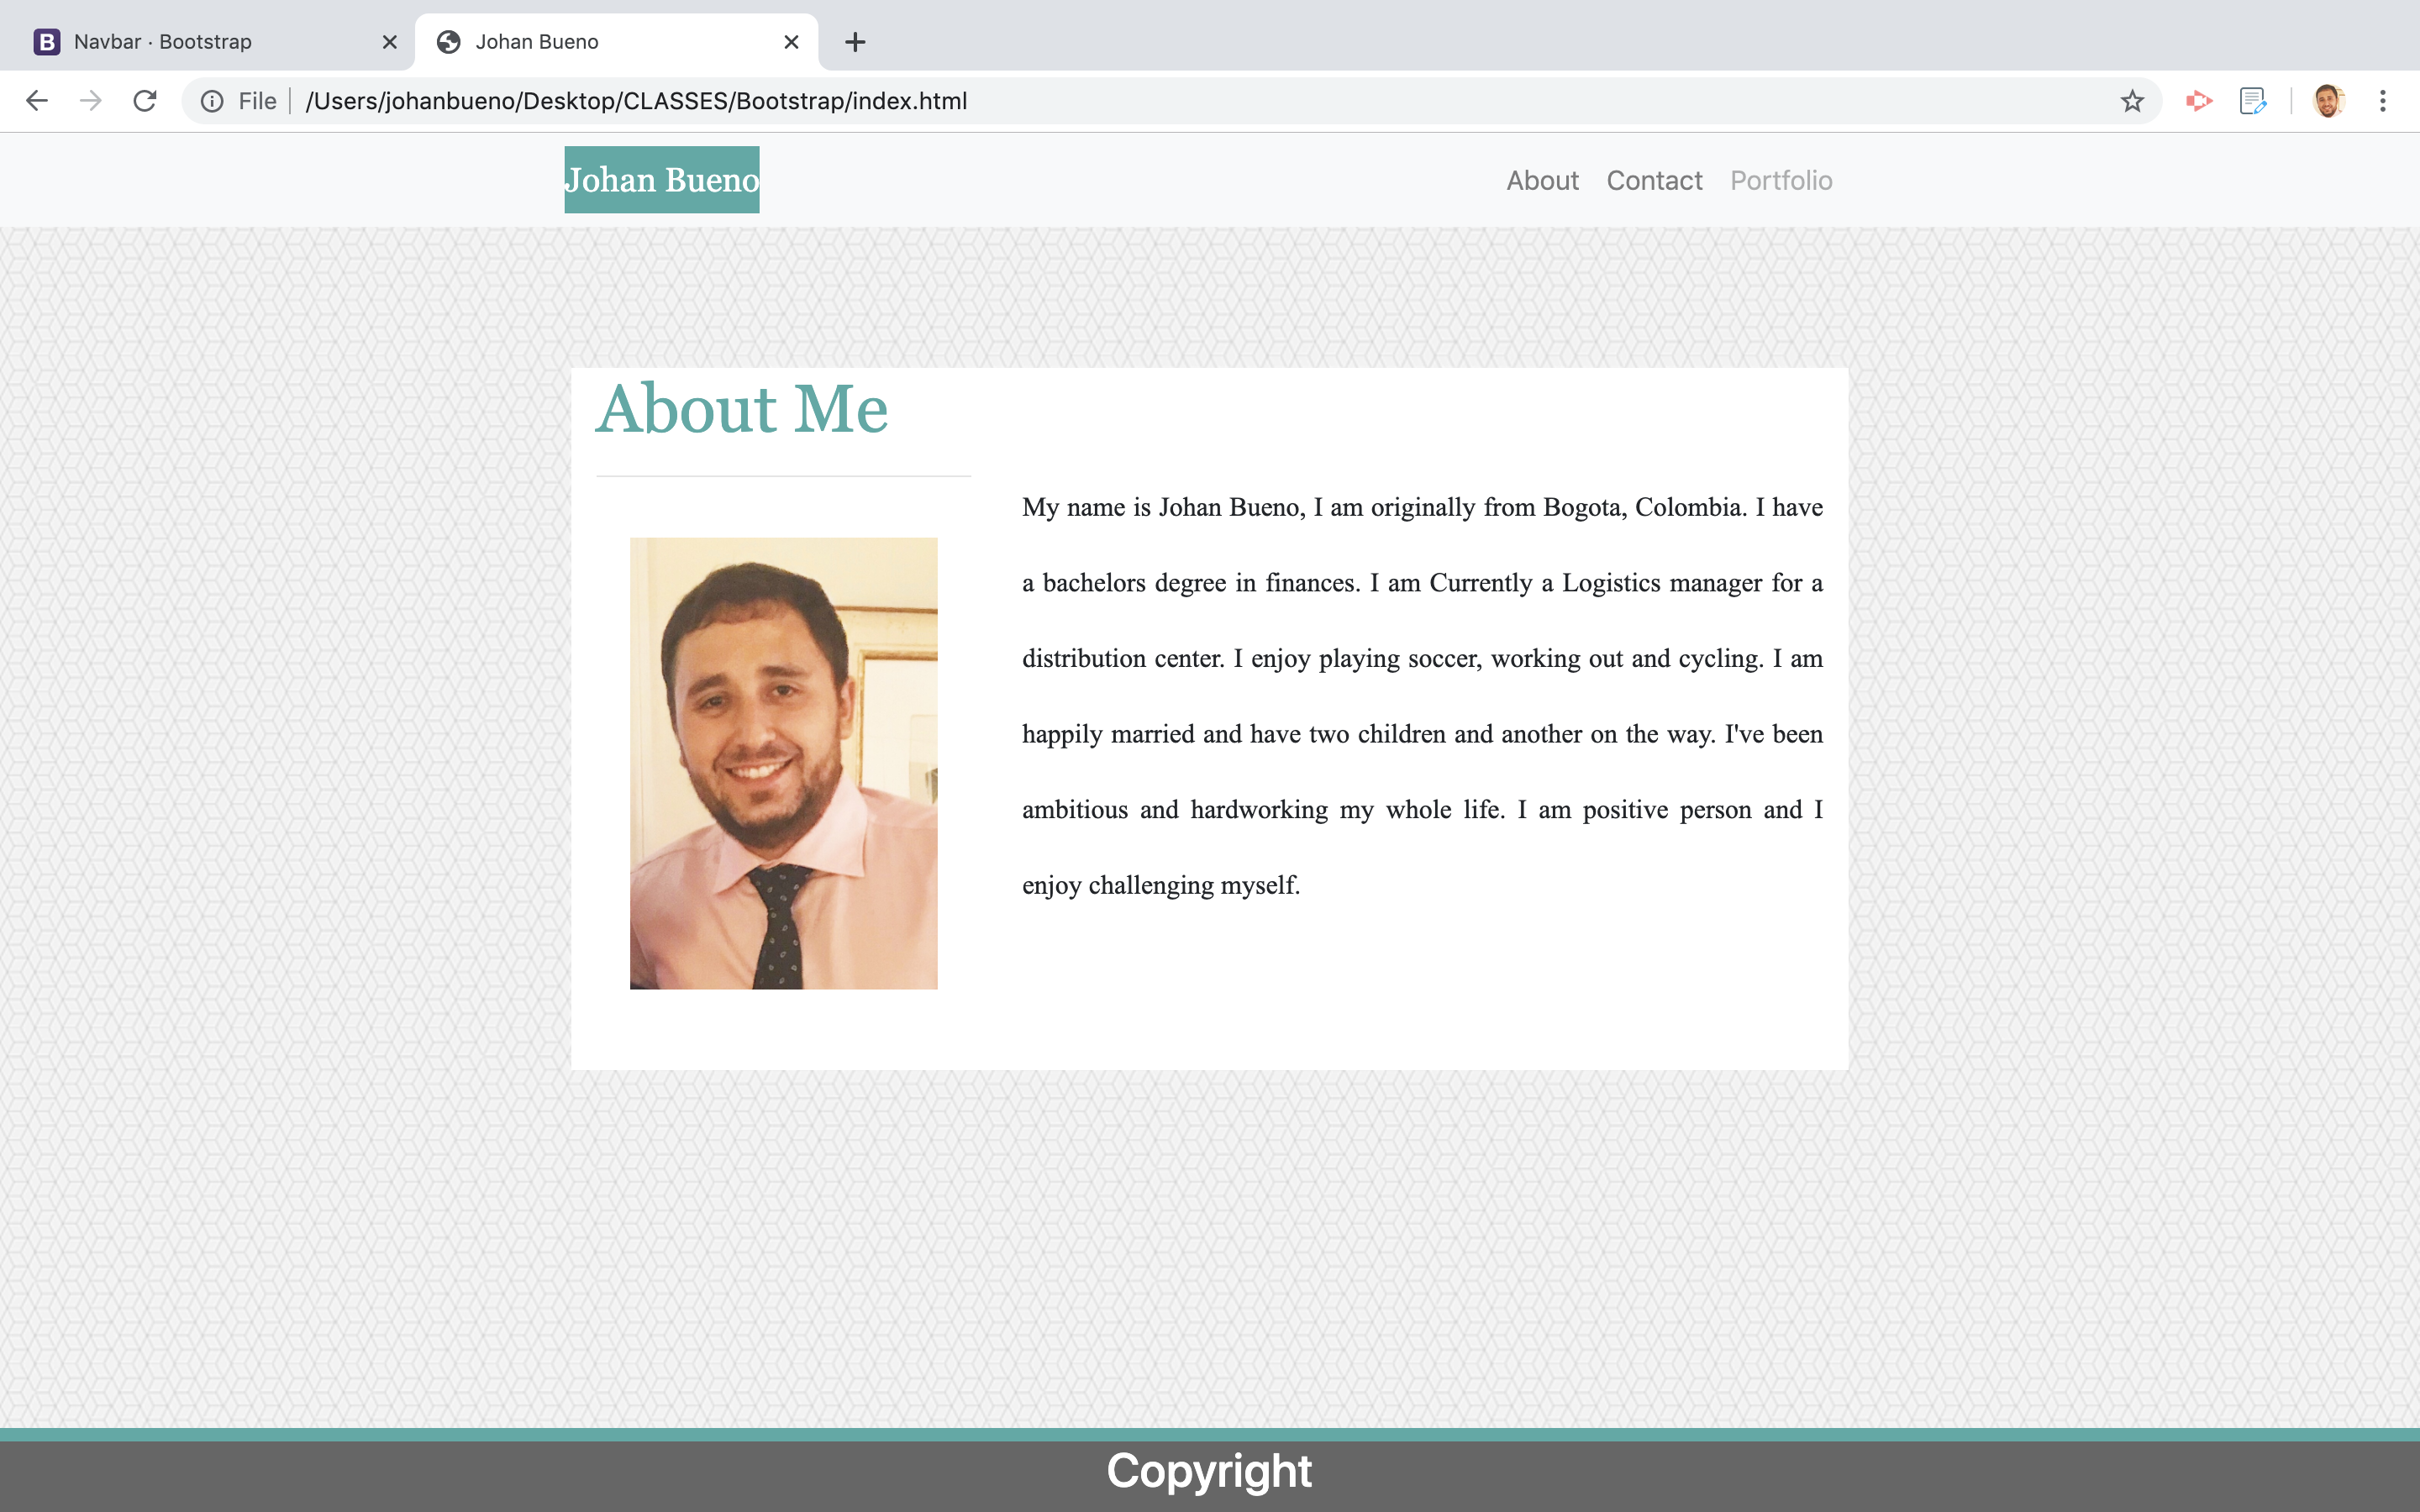 B Navbar · Bootstrap
Johan Bueno
File /Users/johanbueno/Desktop/CLASSES/Bootstrap/index.html
Johan Bueno
About Contact Portfolio
About Me
My name is Johan Bueno, I am originally from Bogota, Colombia. I have
a bachelors degree in finances. I am Currently a Logistics manager for a
distribution center. I enjoy playing soccer, working out and cycling. I am
happily married and have two children and another on the way. I've been
ambitious and hardworking my whole life. I am positive person and I
enjoy challenging myself.
Copyright